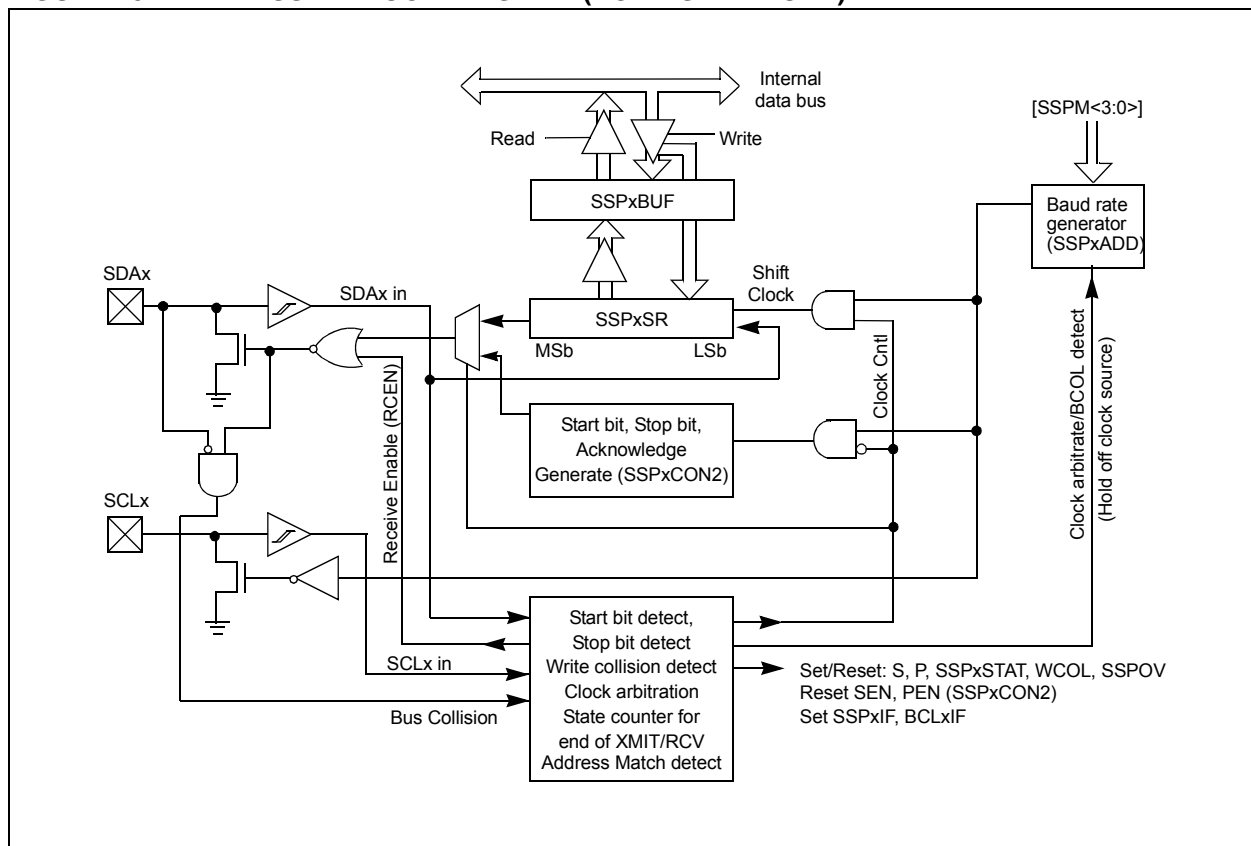 Internal
data bus
[SSPM<3:0>]
Read
Write
SSPxBUF
Baud rate
generator
(SSPxADD)
SDAx
SDAx in
Shift
Clock
SSPxSR
MSb
LSb
Clock Cntl
Receive Enable (RCEN)
Start bit, Stop bit,
Acknowledge
Generate (SSPxCON2)
Clock arbitrate/BCOL detect
(Hold off clock source)
SCLx
SCLx in
Bus Collision
Start bit detect,
Stop bit detect
Write collision detect
Clock arbitration
State counter for
end of XMIT/RCV
Address Match detect
Set/Reset: S, P, SSPxSTAT, WCOL, SSPOV
Reset SEN, PEN (SSPxCON2)
Set SSPxIF, BCLxIF